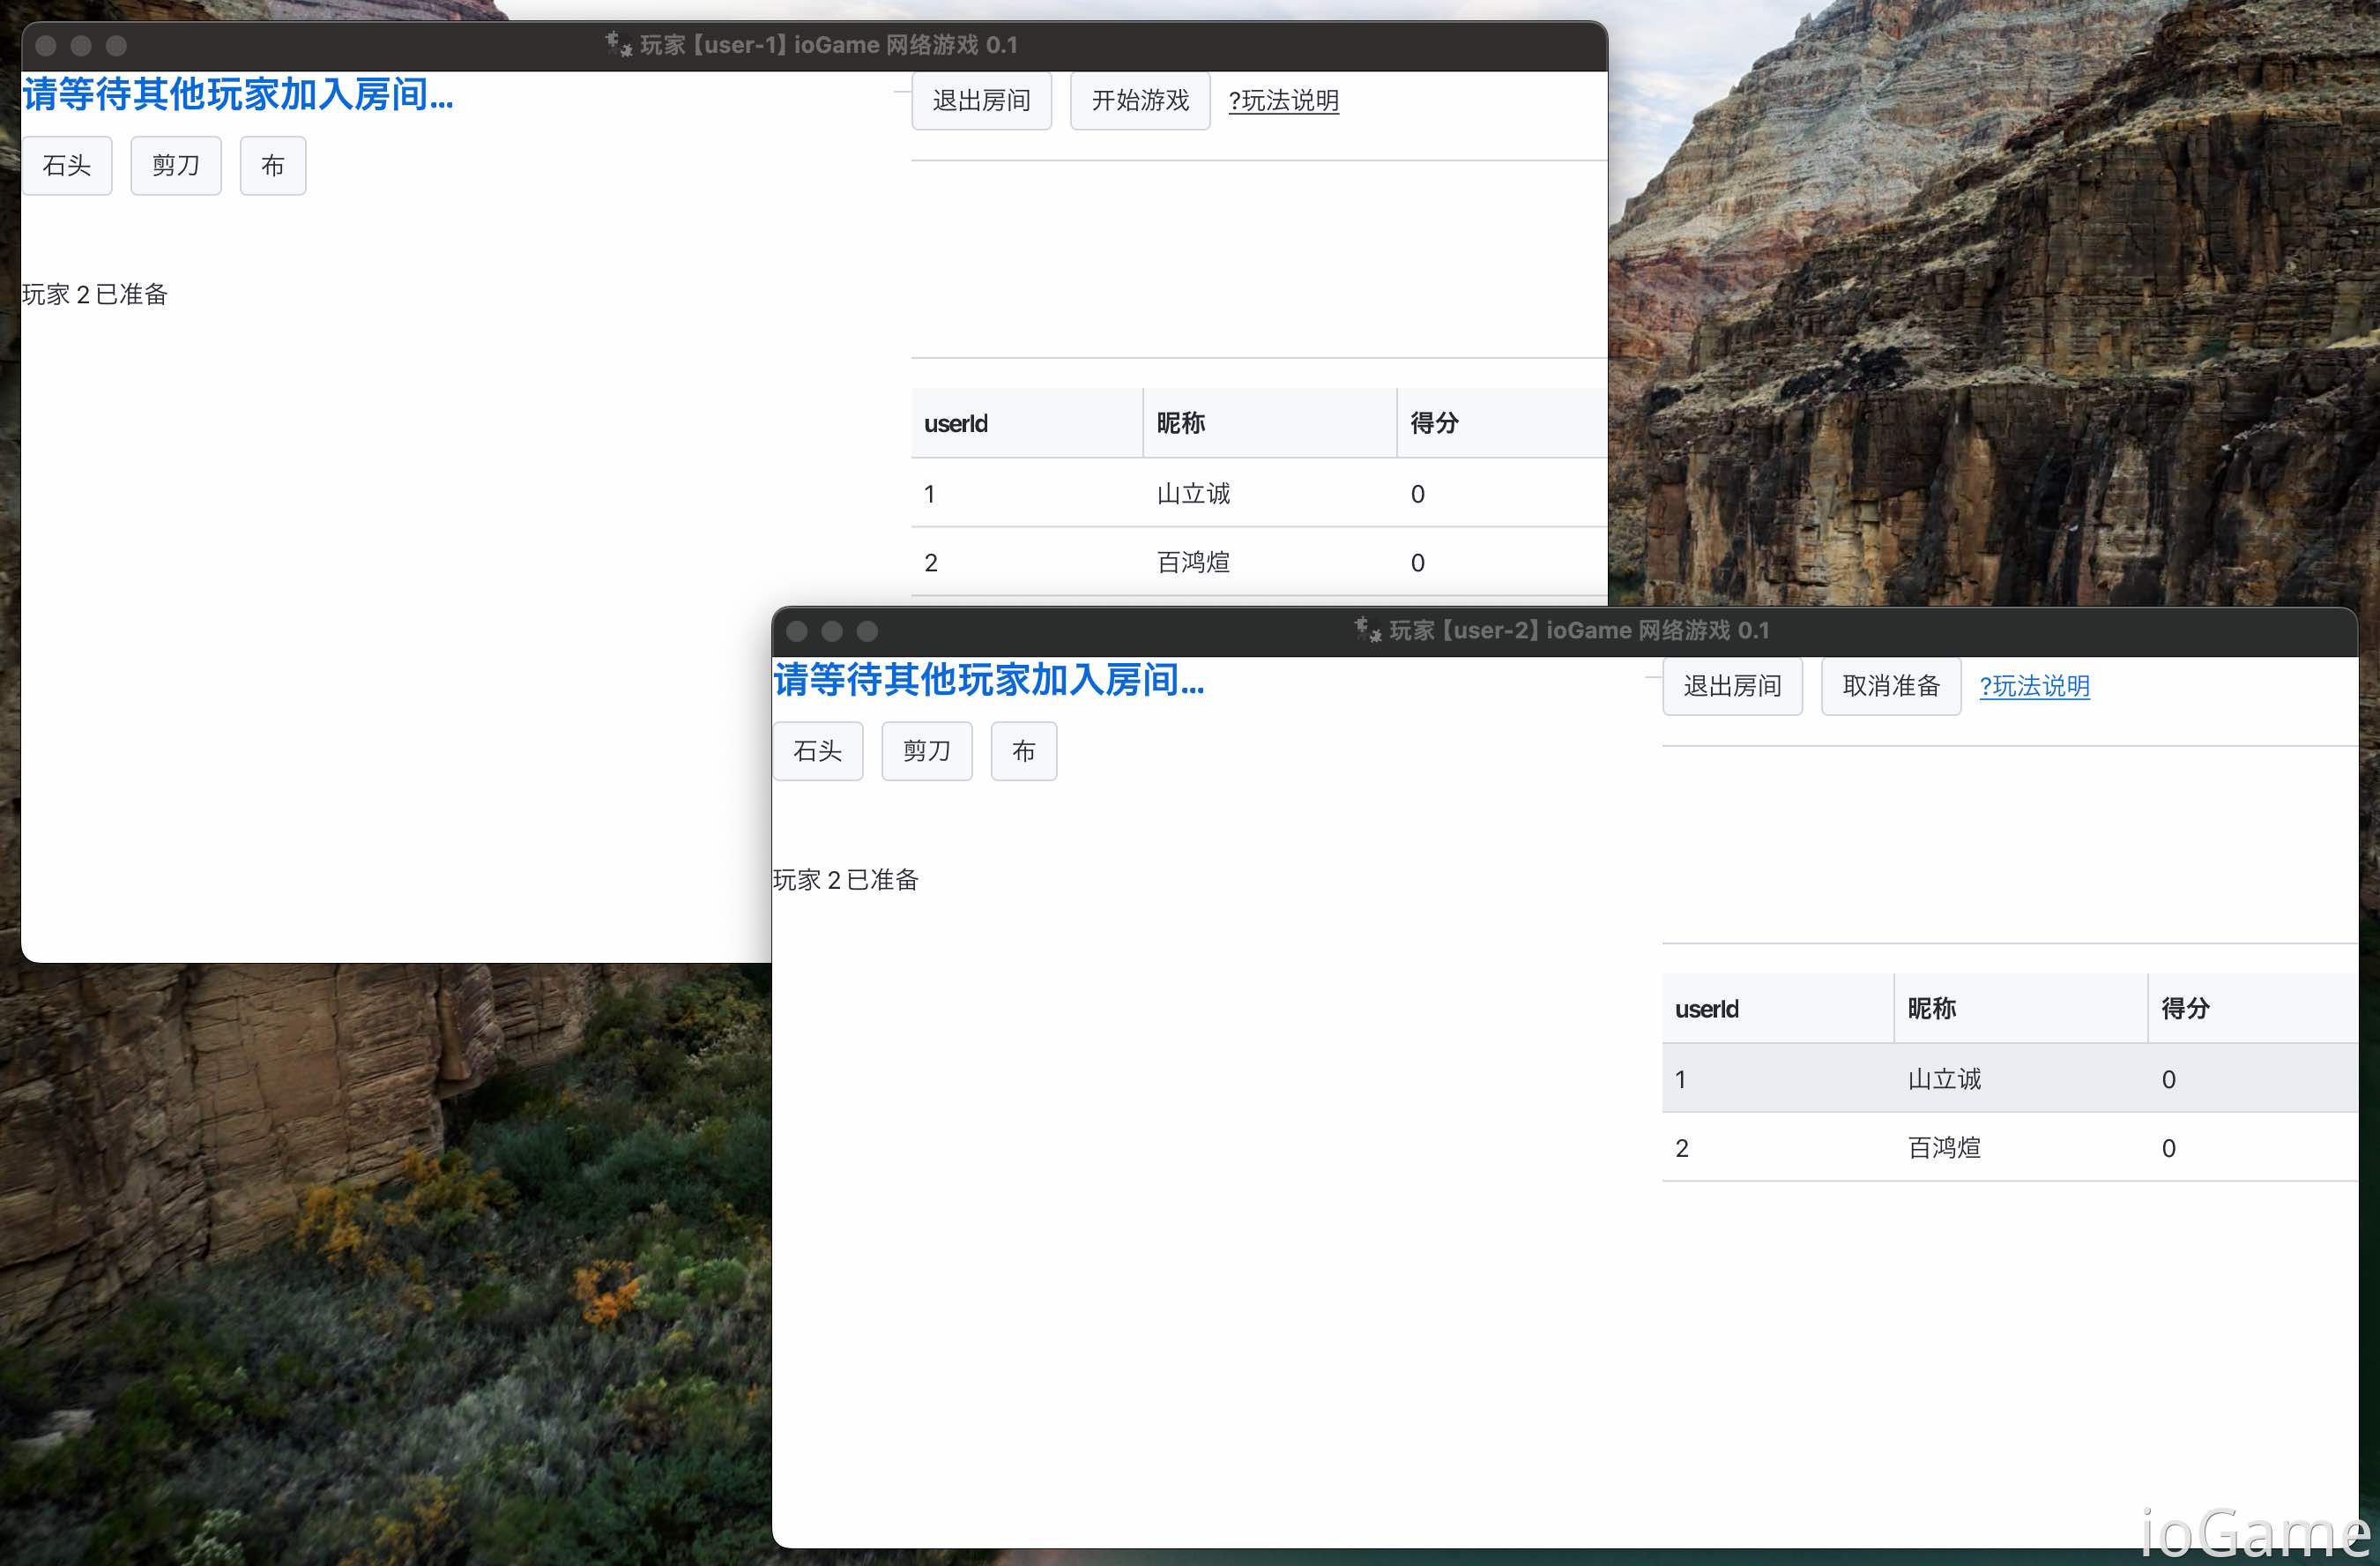 玩家【user-1】ioGame 网络游戏 0.1
请等待其他玩家加入房间...
退出房间 开始游戏 ?玩法说明
石头 剪刀 布
玩家 2 已准备
userId 昵称 得分
1 山立诚 0
2 百鸿煊 0
玩家【user-2】ioGame 网络游戏 0.1
请等待其他玩家加入房间...
退出房间 取消准备 ?玩法说明
石头 剪刀 布
玩家 2 已准备
userId 昵称 得分
1 山立诚 0
2 百鸿煊 0
ioGame